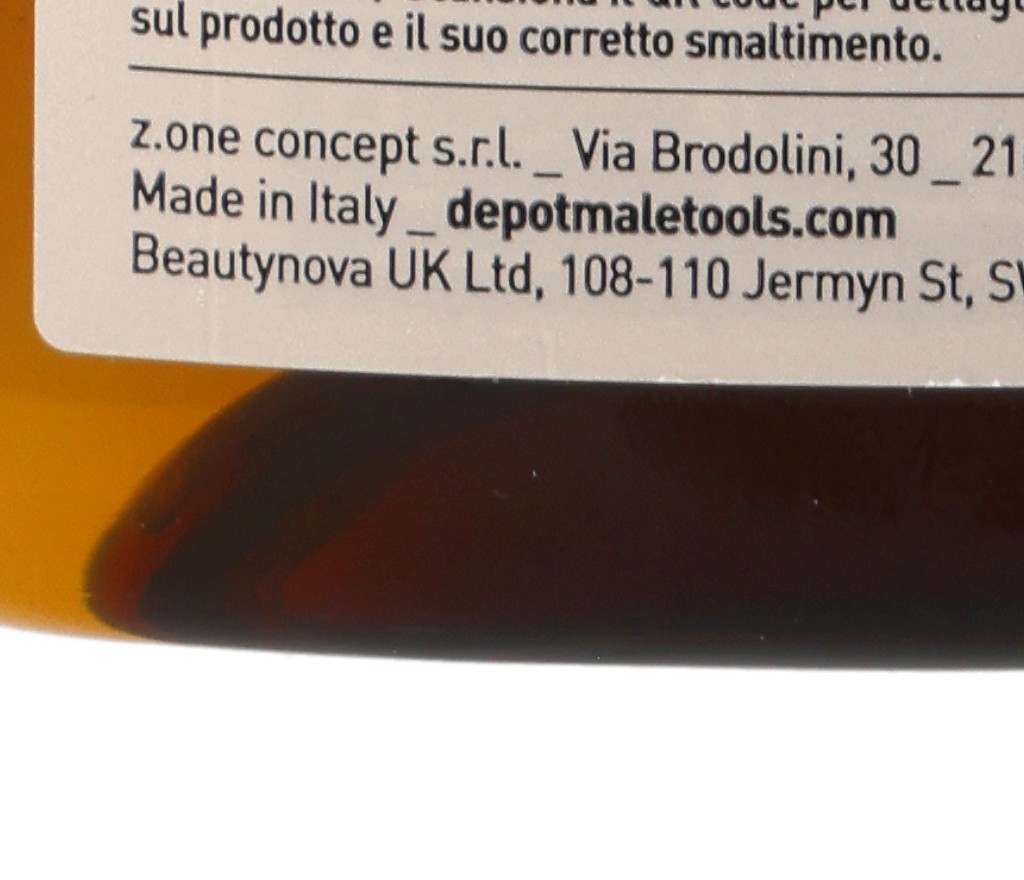 sul prodotto e il suo corretto smaltimento.
z.one concept s.r.l. _ Via Brodolini, 30 _ 21
Made in Italy _ depotmaletools.com
Beautynova UK Ltd, 108-110 Jermyn St,